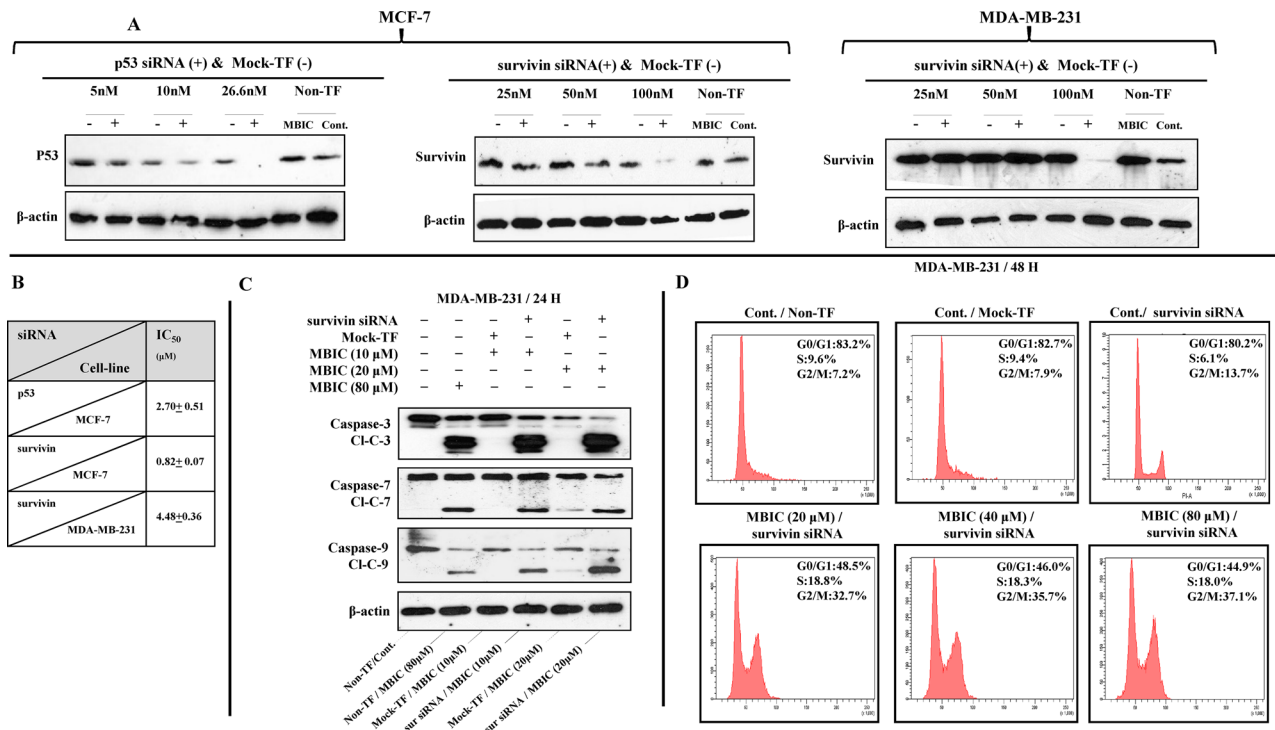 A
MCF-7
MDA-MB-231
p53 siRNA (+) & Mock-TF (-)
survivin siRNA(+) & Mock-TF (-)
survivin siRNA(+) & Mock-TF (-)
5nM 10nM 26.6nM Non-TF
25nM 50nM 100nM Non-TF
25nM 50nM 100nM Non-TF
- + - + - + MBIC Cont.
- + - + - + MBIC Cont.
- + - + - + MBIC Cont.
P53
Survivin
Survivin
β-actin
β-actin
β-actin
B
siRNA
Cell-line
IC50
(µM)
p53
MCF-7
2.70± 0.51
survivin
MCF-7
0.82± 0.07
survivin
MDA-MB-231
4.48±0.36
C
MDA-MB-231 / 24 H
survivin siRNA − − − + − +
Mock-TF − − + − + −
MBIC (10 µM) − − + + − −
MBIC (20 µM) − − − − + +
MBIC (80 µM) − + − − − −
Caspase-3
Cl-C-3
Caspase-7
Cl-C-7
Caspase-9
Cl-C-9
β-actin
Non-TF/Cont.
Non-TF / MBIC (80µM)
Mock-TF / MBIC (10µM)
sur siRNA / MBIC (10µM)
Mock-TF / MBIC (20µM)
sur siRNA / MBIC (20µM)
MDA-MB-231 / 48 H
D
Cont. / Non-TF
G0/G1:83.2%
S:9.6%
G2/M:7.2%
Cont. / Mock-TF
G0/G1:82.7%
S:9.4%
G2/M:7.9%
Cont./ survivin siRNA
G0/G1:80.2%
S:6.1%
G2/M:13.7%
PI-A
MBIC (20 µM) /
survivin siRNA
G0/G1:48.5%
S:18.8%
G2/M:32.7%
MBIC (40 µM) /
survivin siRNA
G0/G1:46.0%
S:18.3%
G2/M:35.7%
MBIC (80 µM) /
survivin siRNA
G0/G1:44.9%
S:18.0%
G2/M:37.1%